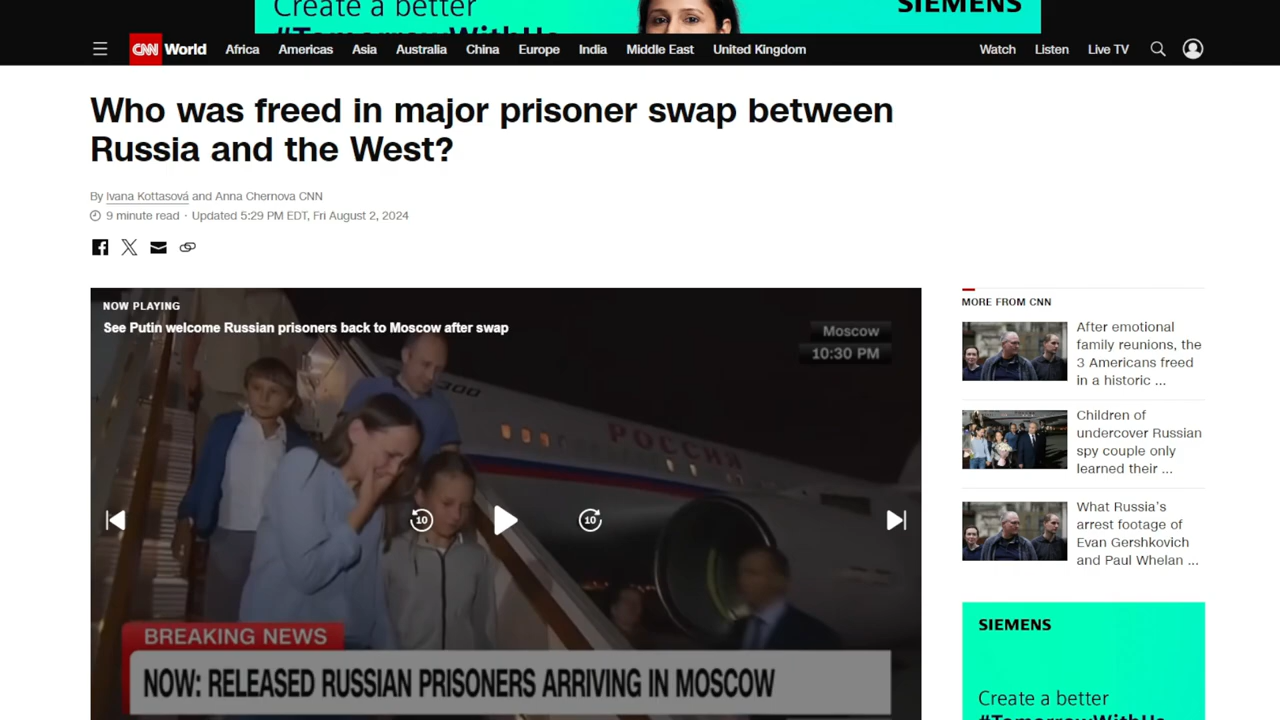 Create a better
SIEMENS
#TomorrowWithUs
CNN World
Africa
Americas
Asia
Australia
China
Europe
India
Middle East
United Kingdom
Watch
Listen
Live TV
Who was freed in major prisoner swap between
Russia and the West?
By Ivana Kottasová and Anna Chernova CNN
9 minute read · Updated 5:29 PM EDT, Fri August 2, 2024
NOW PLAYING
See Putin welcome Russian prisoners back to Moscow after swap
Moscow
10:30 PM
300
РОССИЯ
10
10
BREAKING NEWS
NOW: RELEASED RUSSIAN PRISONERS ARRIVING IN MOSCOW
MORE FROM CNN
After emotional
family reunions, the
3 Americans freed
in a historic ...
Children of
undercover Russian
spy couple only
learned their ...
What Russia's
arrest footage of
Evan Gershkovich
and Paul Whelan ...
SIEMENS
Create a better
#TomorrowWithUs